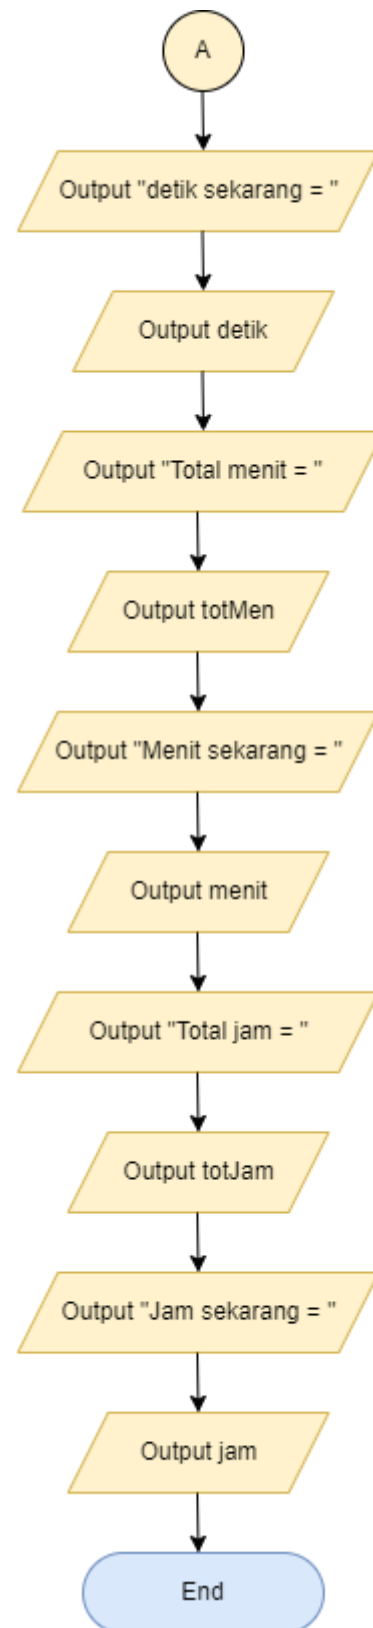 A
Output "detik sekarang = "
Output detik
Output "Total menit = "
Output totMen
Output "Menit sekarang = "
Output menit
Output "Total jam = "
Output totJam
Output "Jam sekarang = "
Output jam
End